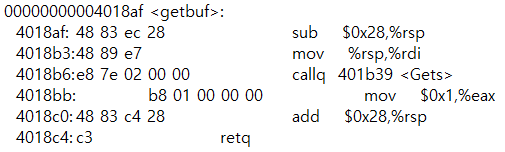 00000000004018af <getbuf>:
4018af: 48 83 ec 28 sub $0x28,%rsp
4018b3: 48 89 e7 mov %rsp,%rdi
4018b6:e8 7e 02 00 00 callq 401b39 <Gets>
4018bb: b8 01 00 00 00 mov $0x1,%eax
4018c0: 48 83 c4 28 add $0x28,%rsp
4018c4: c3 retq